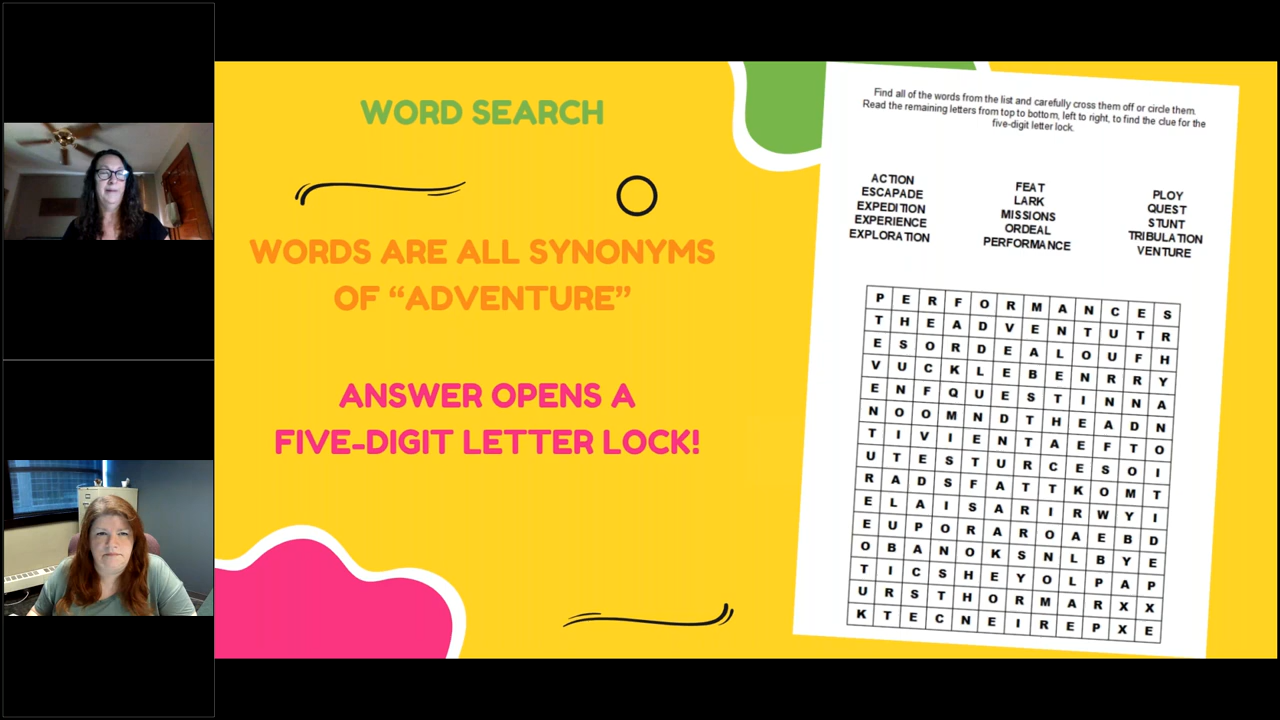 WORD SEARCH
WORDS ARE ALL SYNONYMS
OF “ADVENTURE”
ANSWER OPENS A
FIVE-DIGIT LETTER LOCK!
Find all of the words from the list and carefully cross them off or circle them.
Read the remaining letters from top to bottom, left to right, to find the clue for the
five-digit letter lock.
ACTION
ESCAPADE
EXPEDITION
EXPERIENCE
EXPLORATION
FEAT
LARK
MISSIONS
ORDEAL
PERFORMANCE
PLOY
QUEST
STUNT
TRIBULATION
VENTURE
P E R F O R M A N C E S
T H E A D V E N T U T R
E S O R D E A L O U F H
V U C K L E B E N R R Y
E N F Q U E S T I N N A
N O O M N D T H E A D N
T I V I E N T A E F T O
U T E S T U R C E S O I
R A D S F A T T K O M T
E L A I S A R I R W Y I
E U P O R A R O A E B D
O B A N O K S N L B Y E
T I C S H E Y O L P A P
U R S T H O R M A R X X
K T E C N E I R E P X E